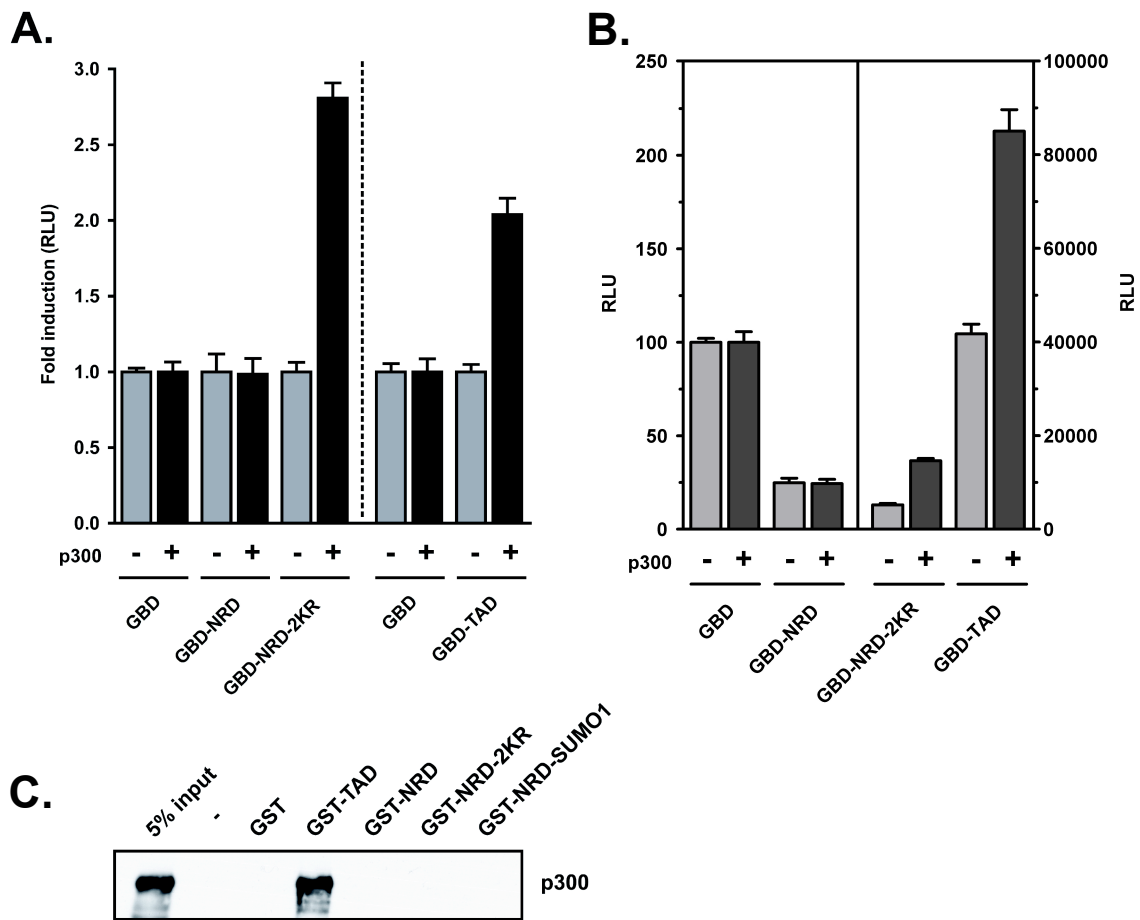 A.
3.0
2.5
2.0
1.5
1.0
0.5
0.0
Fold induction (RLU)
p300 - + - + - + - + - +
GBD GBD-NRD GBD-NRD-2KR GBD GBD-TAD
B.
250
200
150
100
50
0
RLU
100000
80000
60000
40000
20000
0
RLU
p300 - + - + - + - +
GBD GBD-NRD GBD-NRD-2KR GBD-TAD
C.
5% input - GST GST-TAD GST-NRD GST-NRD-2KR GST-NRD-SUMO1
p300